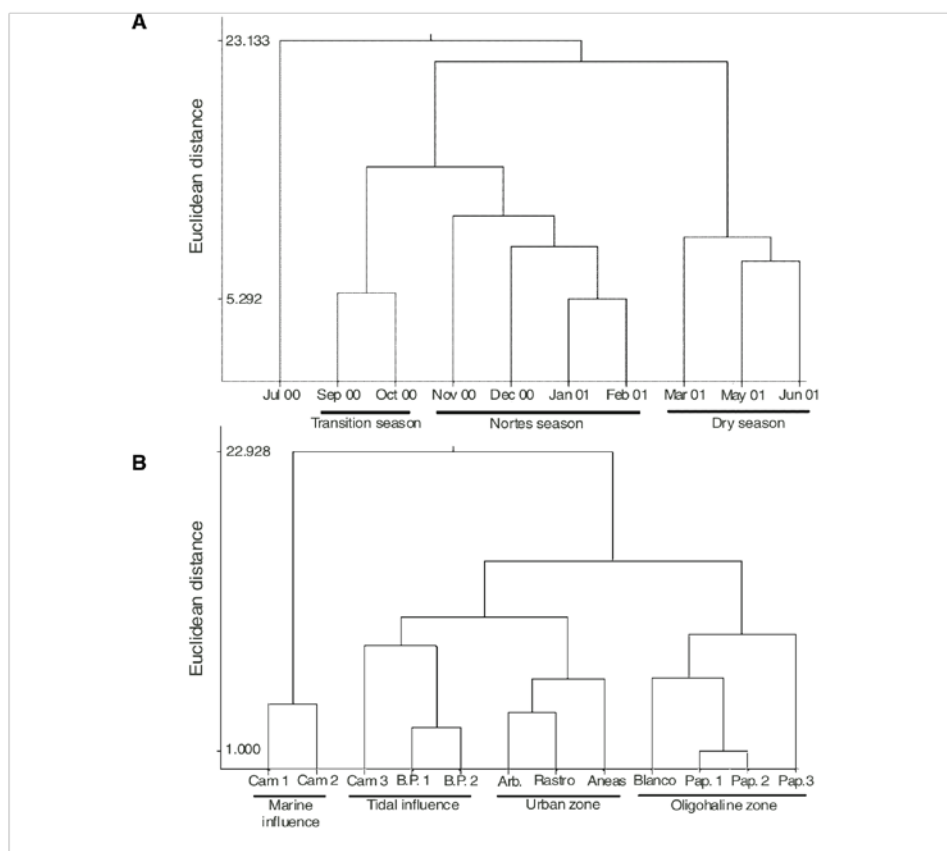 A
23.133
Euclidean distance
5.292
Jul 00 Sep 00 Oct 00 Nov 00 Dec 00 Jan 01 Feb 01 Mar 01 May 01 Jun 01
Transition season Nortes season Dry season
B
22.928
Euclidean distance
1.000
Cam 1 Cam 2 Cam 3 B.P. 1 B.P. 2 Arb. Rastro Aneas Blanco Pap. 1 Pap. 2 Pap.3
Marine influence Tidal influence Urban zone Oligohaline zone